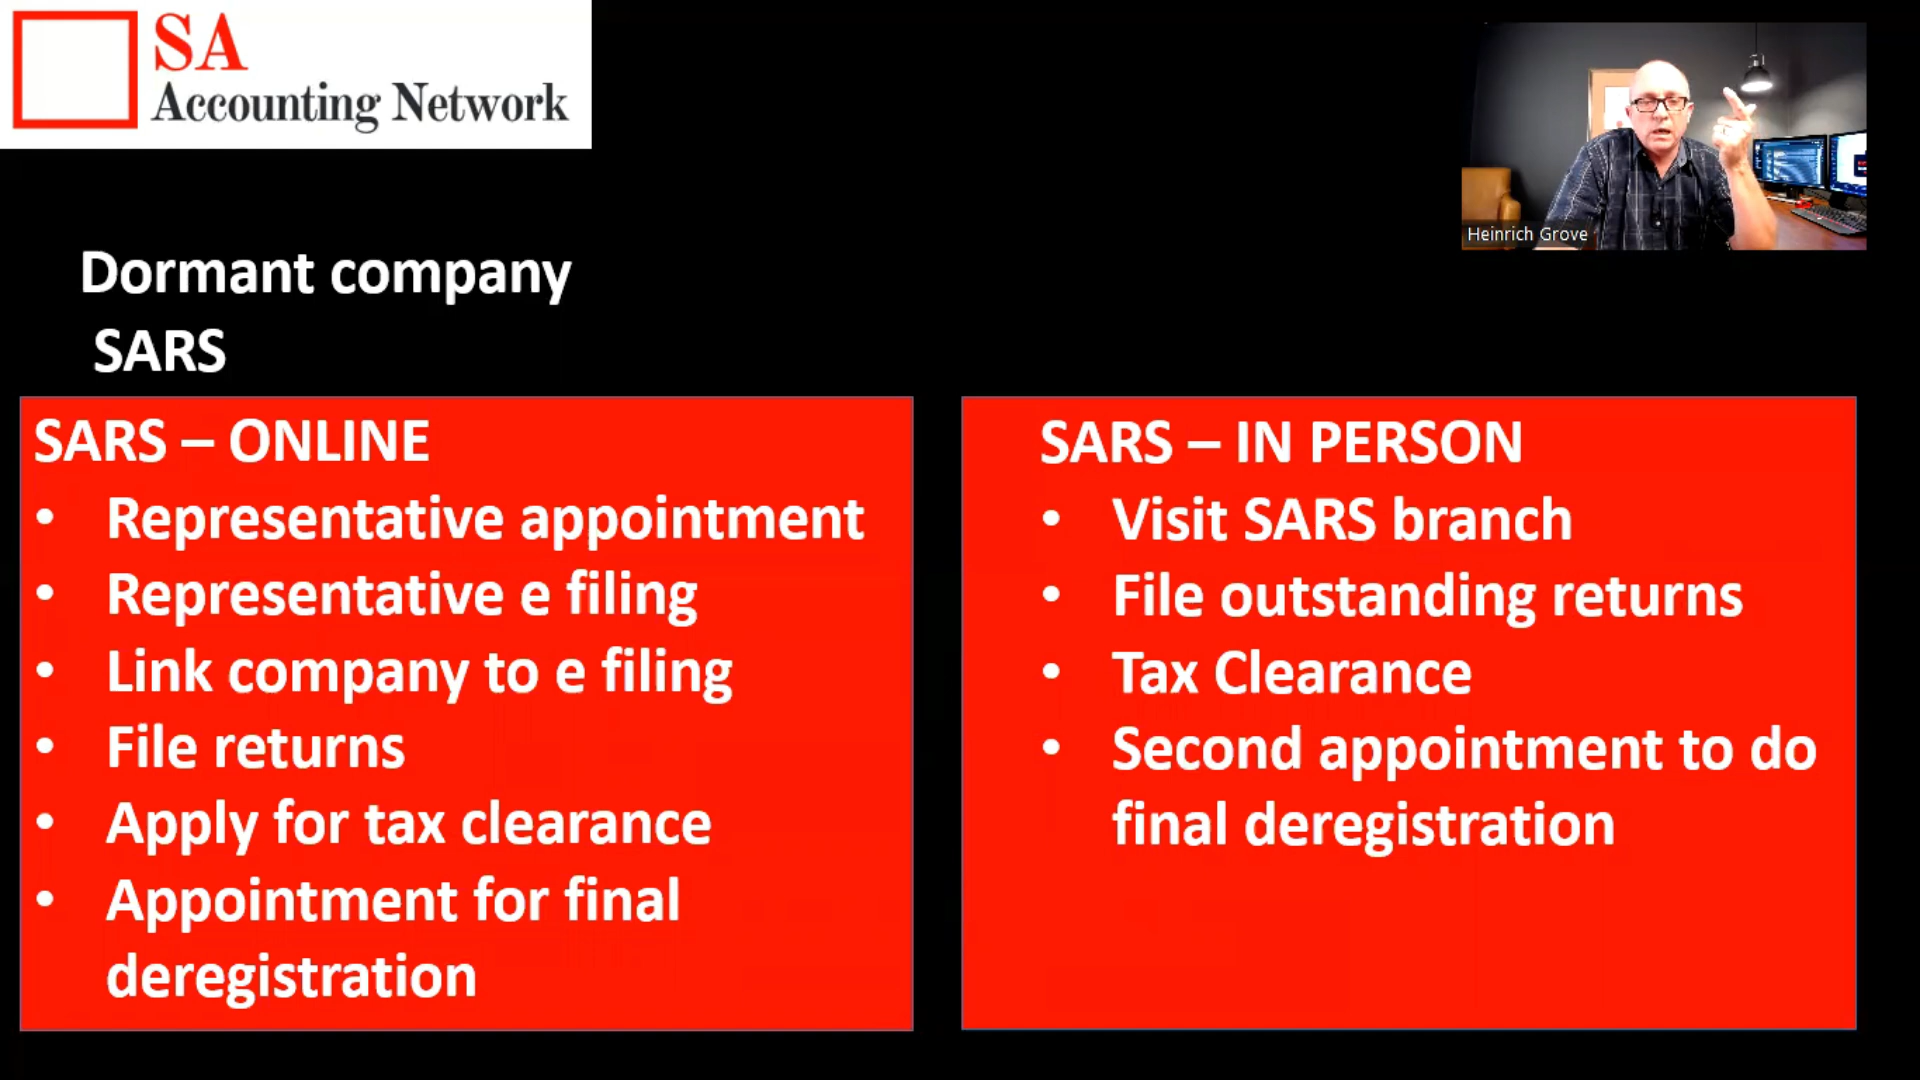 SA
Accounting Network
Heinrich Grove
Dormant company
SARS
SARS – ONLINE
• Representative appointment
• Representative e filing
• Link company to e filing
• File returns
• Apply for tax clearance
• Appointment for final
deregistration
SARS – IN PERSON
• Visit SARS branch
• File outstanding returns
• Tax Clearance
• Second appointment to do
final deregistration